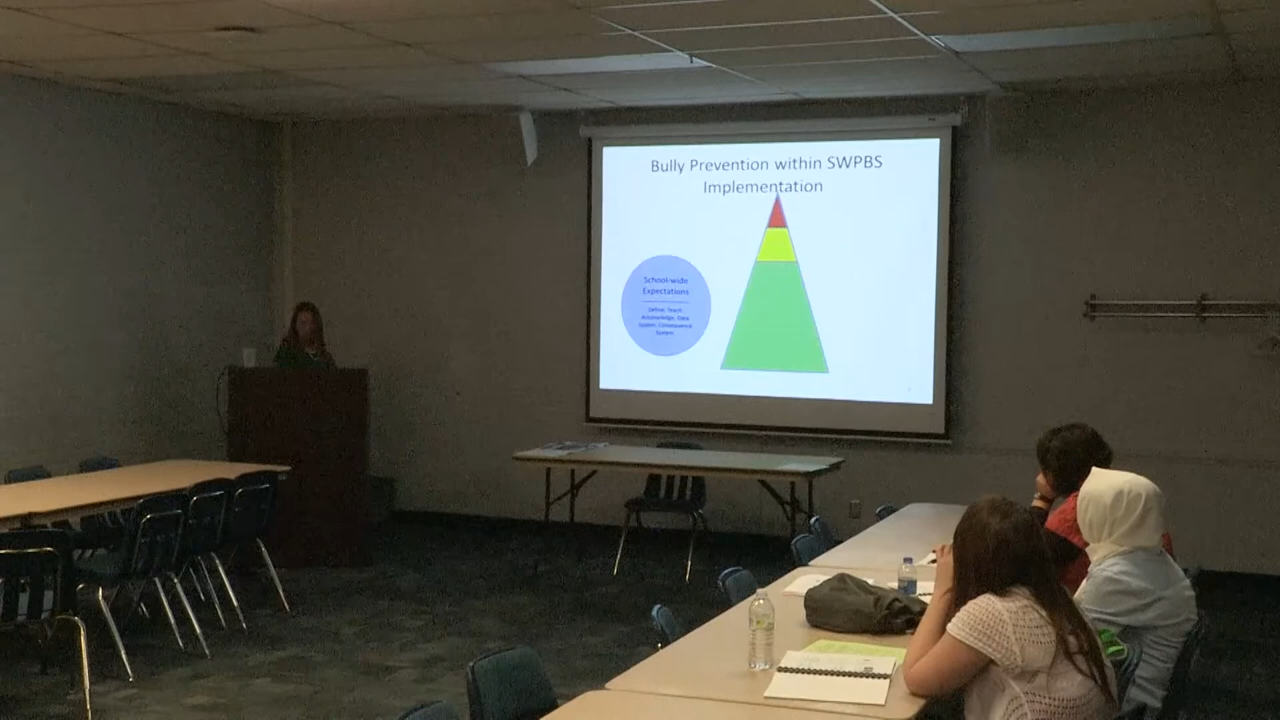 Bully Prevention within SWPBS
Implementation
School-wide
Expectations
Define, Teach
Acknowledge, Data
System, Consequence
System